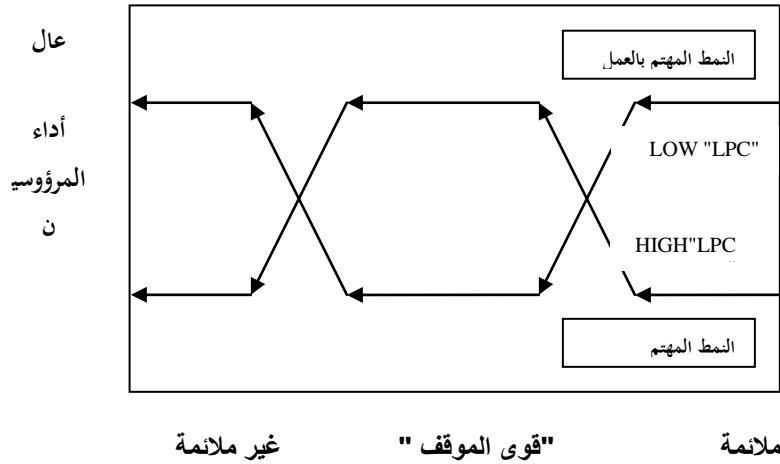 عال
النمط المهتم بالعمل
أداء
المرؤوسي
ن
LOW "LPC"
HIGH"LPC
النمط المهتم
ملائمة
"قوى الموقف "
غير ملائمة